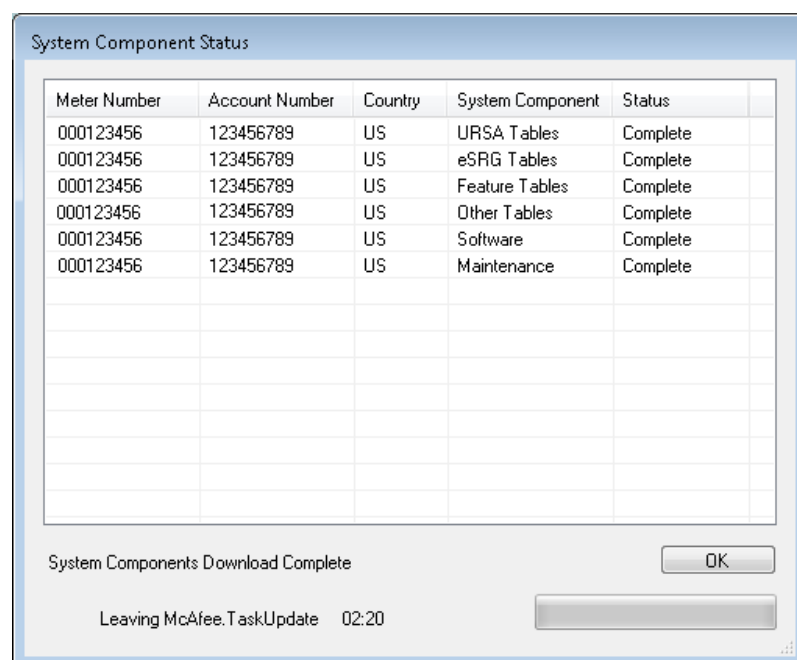 System Component Status
Meter Number Account Number Country System Component Status
000123456 123456789 US URSA Tables Complete
000123456 123456789 US eSRG Tables Complete
000123456 123456789 US Feature Tables Complete
000123456 123456789 US Other Tables Complete
000123456 123456789 US Software Complete
000123456 123456789 US Maintenance Complete
System Components Download Complete OK
Leaving McAfee.TaskUpdate 02:20